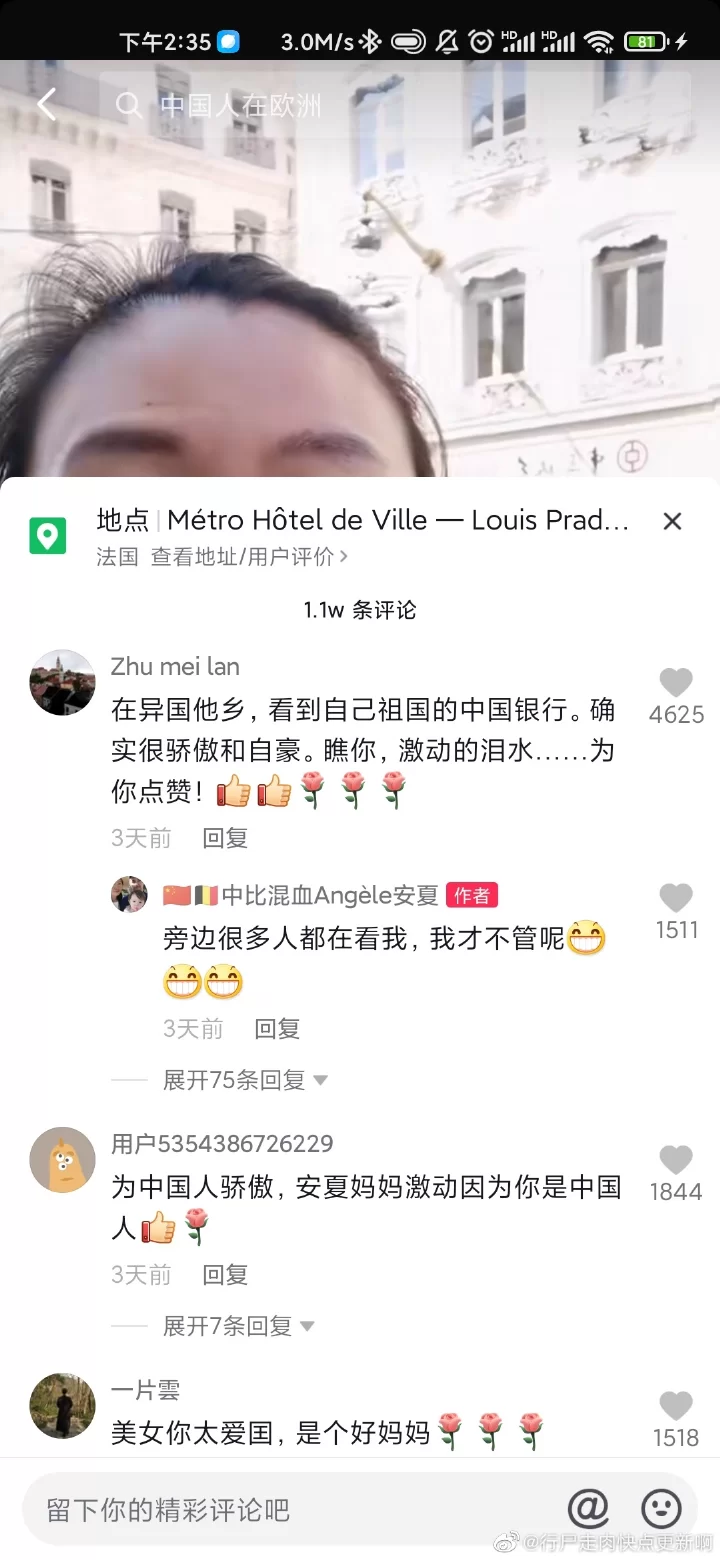 下午2:35 3.0M/s HD HD 81
中国人在欧洲
地点 | Métro Hôtel de Ville — Louis Prad...
法国 查看地址/用户评价 >
1.1w 条评论
Zhu mei lan
在异国他乡，看到自己祖国的中国银行。确
实很骄傲和自豪。瞧你，激动的泪水……为
你点赞！👍👍🌹🌹🌹
4625
3天前 回复
🇨🇳🇧🇪中比混血Angèle安夏 作者
旁边很多人都在看我，我才不管呢😁
😁😁
1511
3天前 回复
展开75条回复
用户5354386726229
为中国人骄傲，安夏妈妈激动因为你是中国
人👍🌹
1844
3天前 回复
展开7条回复
一片雲
美女你太爱国，是个好妈妈🌹🌹🌹
1518
留下你的精彩评论吧 @
@行尸走肉快点更新啊